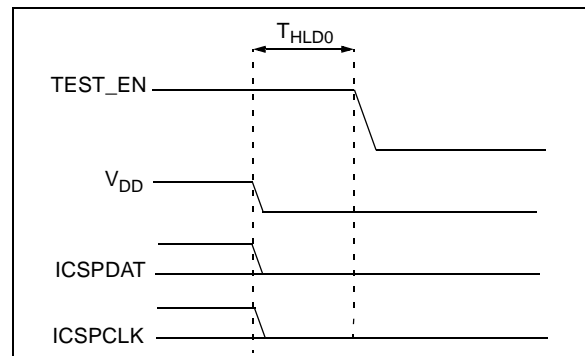 THLD0
TEST_EN
VDD
ICSPDAT
ICSPCLK